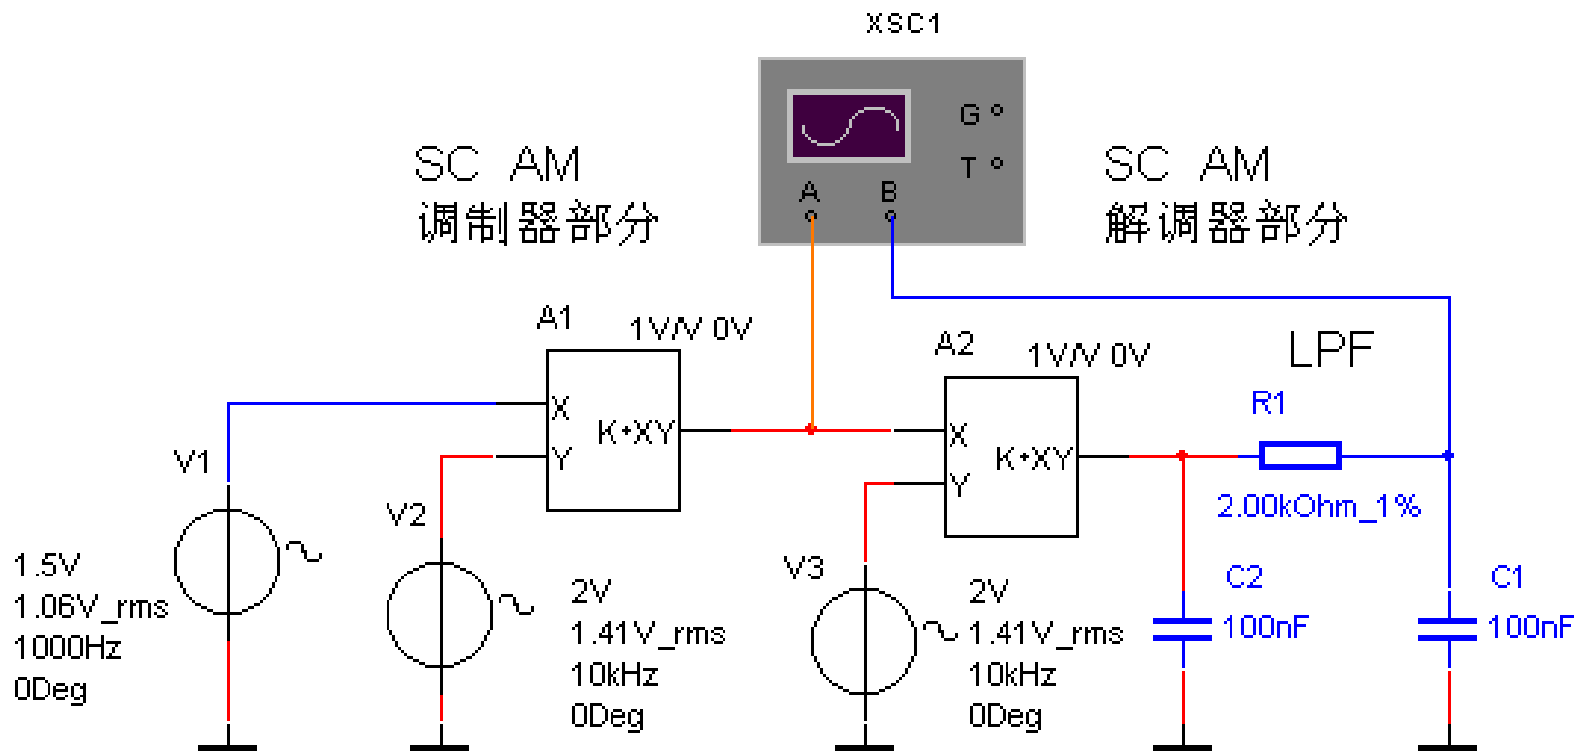 XSC1
G
T
A
B
SC AM
调制器部分
SC AM
解调器部分
A1
1V/V 0V
X
Y
K+XY
A2
1V/V 0V
X
Y
K+XY
LPF
R1
2.00kOhm_1%
V1
1.5V
1.06V_rms
1000Hz
0Deg
V2
2V
1.41V_rms
10kHz
0Deg
V3
2V
1.41V_rms
10kHz
0Deg
C2
100nF
C1
100nF